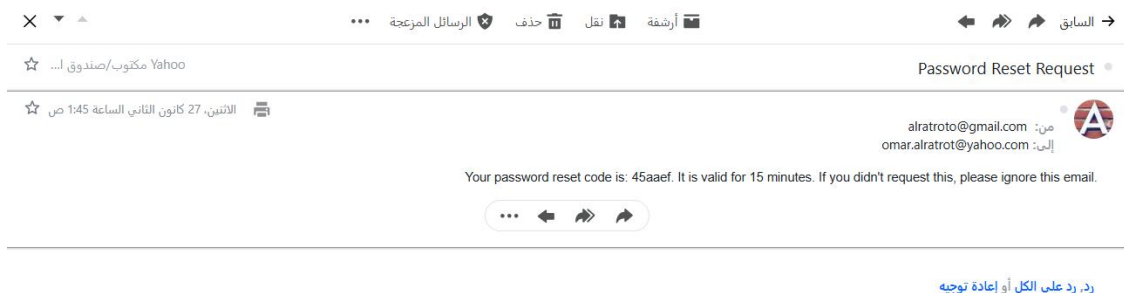 السابق
أرشفة نقل حذف الرسائل المزعجة
Password Reset Request
Yahoo مكتوب/صندوق ا...
A
من: alratroto@gmail.com
إلى: omar.alratrot@yahoo.com
الاثنين، 27 كانون الثاني الساعة 1:45 ص
Your password reset code is: 45aaef. It is valid for 15 minutes. If you didn't request this, please ignore this email.
رد, رد على الكل أو إعادة توجيه